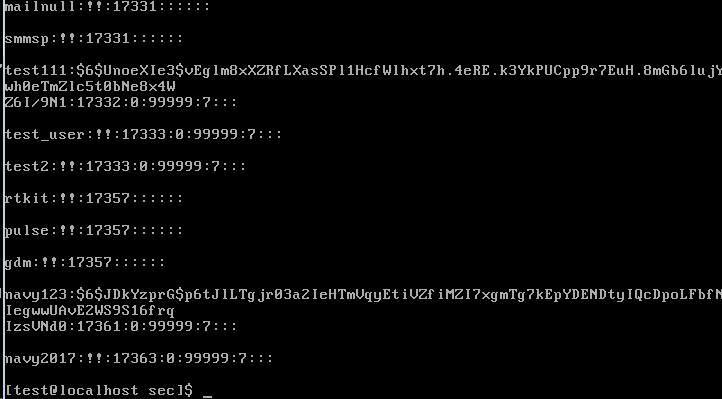 mailnull:!!:17331::::::
smmsp:!!:17331::::::
test111:$6$UnoeXIe3$vEglm8xXZRfLXasSPl1HcfWlhxt7h.4eRE.k3YkPUCpp9r7EuH.8mGb6lujY
wh0eTmZlc5t0bNe8x4W
Z6I/9N1:17332:0:99999:7:::
test_user:!!:17333:0:99999:7:::
test2:!!:17333:0:99999:7:::
rtkit:!!:17357::::::
pulse:!!:17357::::::
gdm:!!:17357::::::
navy123:$6$JDkYzprG$p6tJlLTgjr03a2IeHTmVqyEtiVZfiMZI7xgmTg7kEpYDENDtyIQcDpoLFbfN
IegwwUAvE2WS9S16frq
IzsVNd0:17361:0:99999:7:::
navy2017:!!:17363:0:99999:7:::
[test@localhost sec]$ _